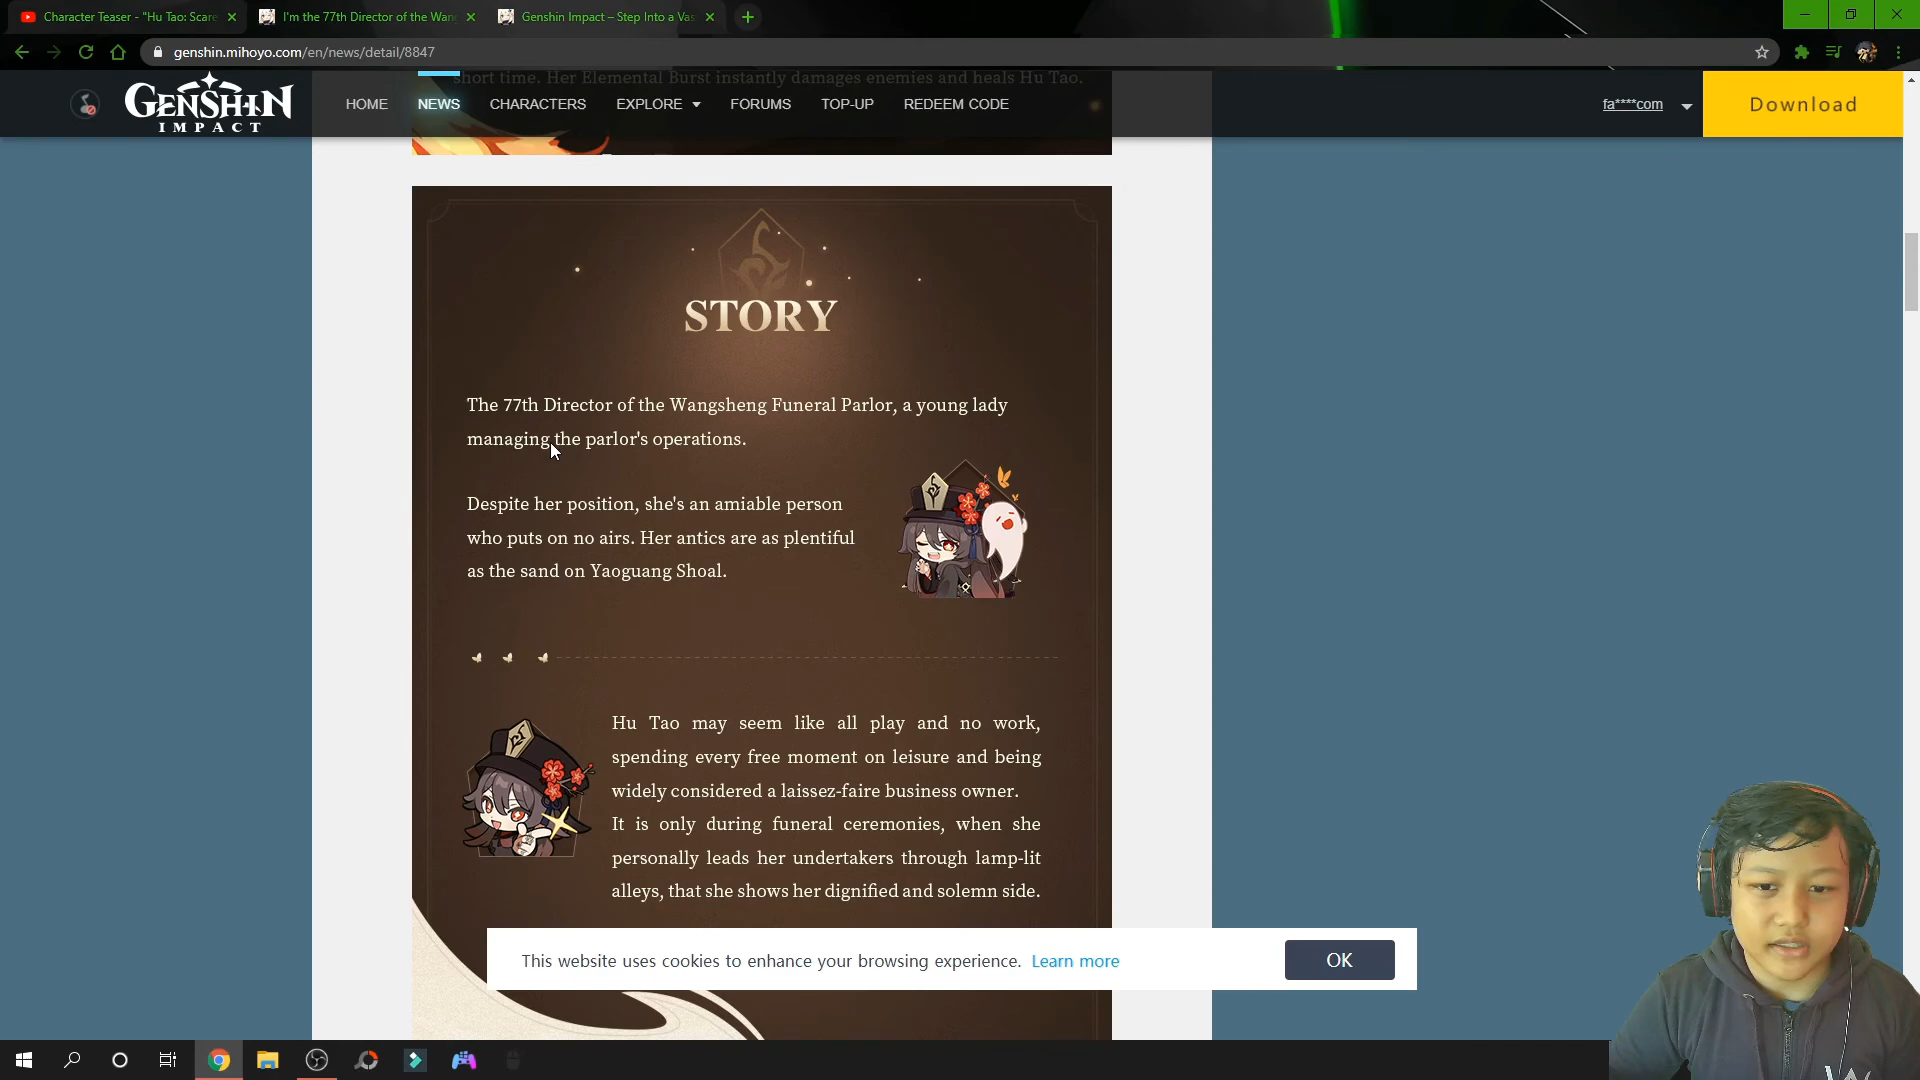 Character Teaser - "Hu Tao: Scare
I'm the 77th Director of the Wang
Genshin Impact – Step Into a Vas
genshin.mihoyo.com/en/news/detail/8847
short time. Her Elemental Burst instantly damages enemies and heals Hu Tao.
GENSHIN
IMPACT
HOME
NEWS
CHARACTERS
EXPLORE
FORUMS
TOP-UP
REDEEM CODE
fa****com
Download
STORY
The 77th Director of the Wangsheng Funeral Parlor, a young lady
managing the parlor's operations.
Despite her position, she's an amiable person
who puts on no airs. Her antics are as plentiful
as the sand on Yaoguang Shoal.
Hu Tao may seem like all play and no work,
spending every free moment on leisure and being
widely considered a laissez-faire business owner.
It is only during funeral ceremonies, when she
personally leads her undertakers through lamp-lit
alleys, that she shows her dignified and solemn side.
This website uses cookies to enhance your browsing experience. Learn more
OK